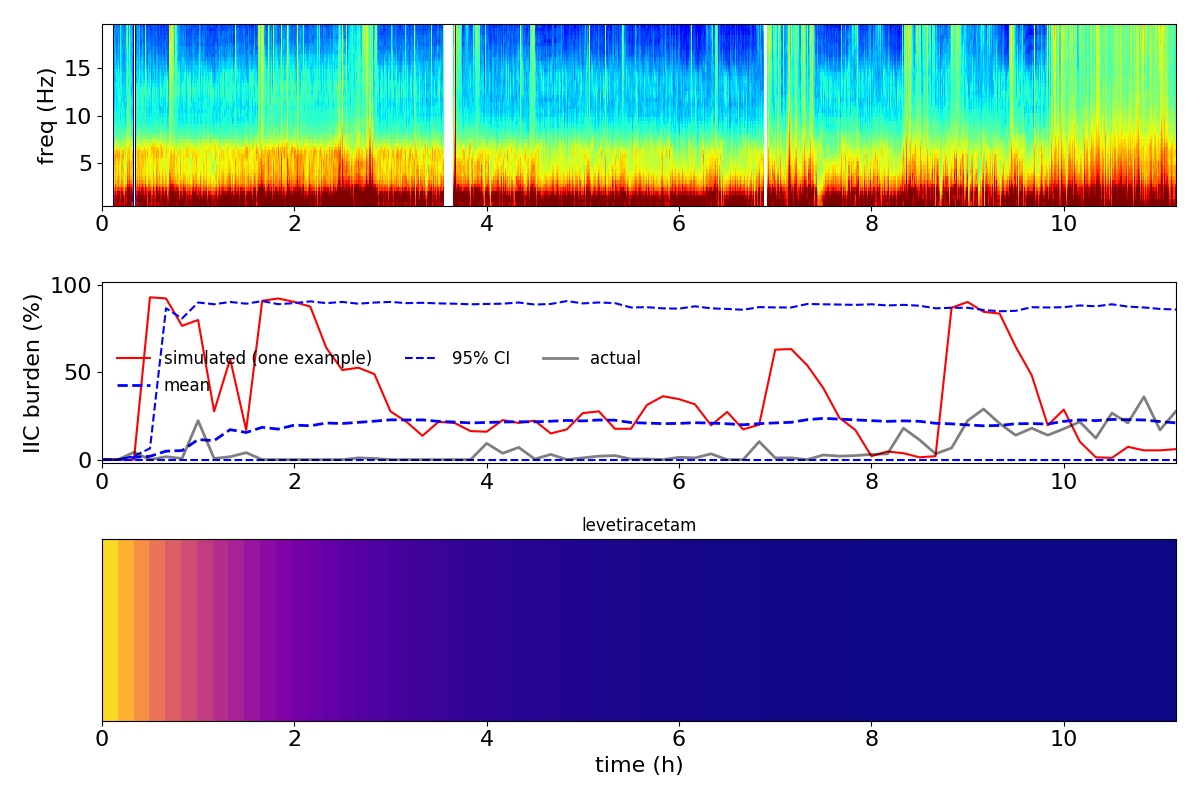 freq (Hz)
15
10
5
0 2 4 6 8 10
IIC burden (%)
100
50
0
simulated (one example) 95% CI actual
mean
0 2 4 6 8 10
levetiracetam
0 2 4 6 8 10
time (h)